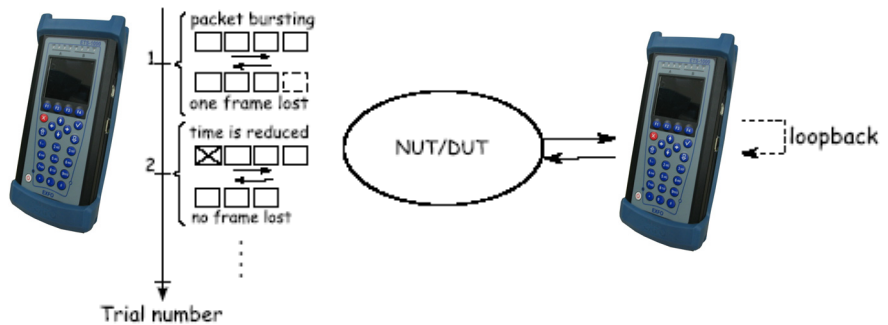 packet bursting
1
one frame lost
time is reduced
2
no frame lost
Trial number
NUT/DUT
loopback